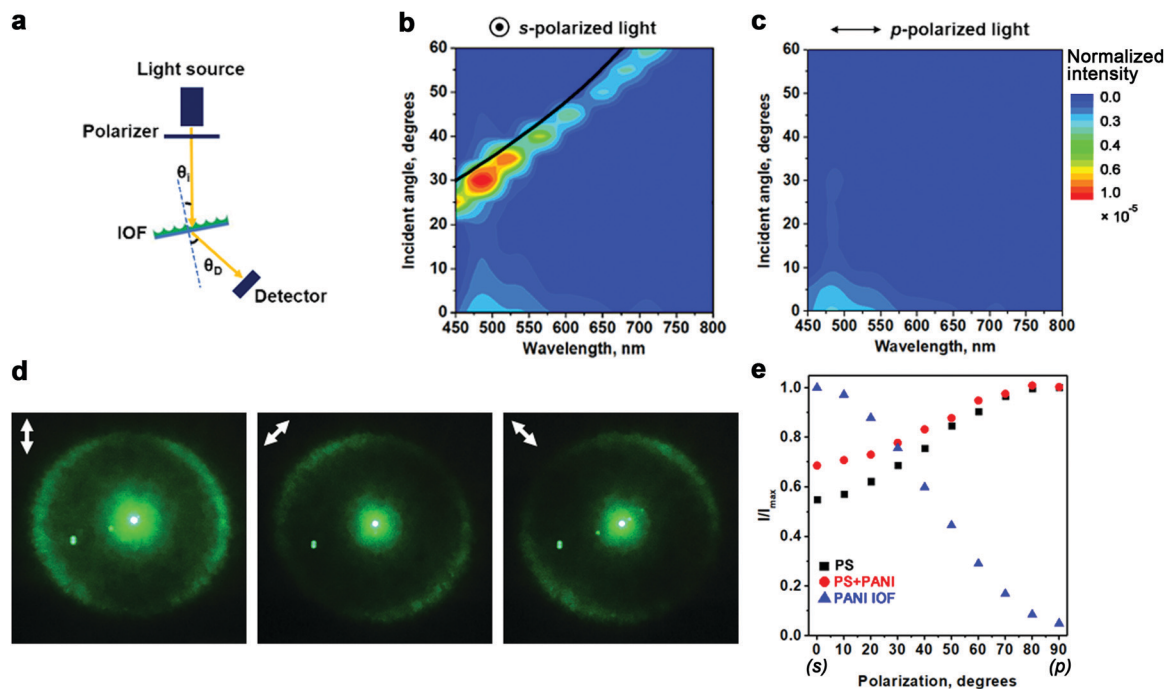 a
Light source
Polarizer
θi
IOF
θD
Detector
b
s-polarized light
Incident angle, degrees
60
50
40
30
20
10
0
450 500 550 600 650 700 750 800
Wavelength, nm
c
p-polarized light
Incident angle, degrees
60
50
40
30
20
10
0
450 500 550 600 650 700 750 800
Wavelength, nm
Normalized
intensity
0.0
0.3
0.4
0.6
0.7
1.0
× 10-5
d
e
I/Imax
1.0
0.8
0.6
0.4
0.2
0.0
PS
PS+PANI
PANI IOF
0 10 20 30 40 50 60 70 80 90
(s) (p)
Polarization, degrees